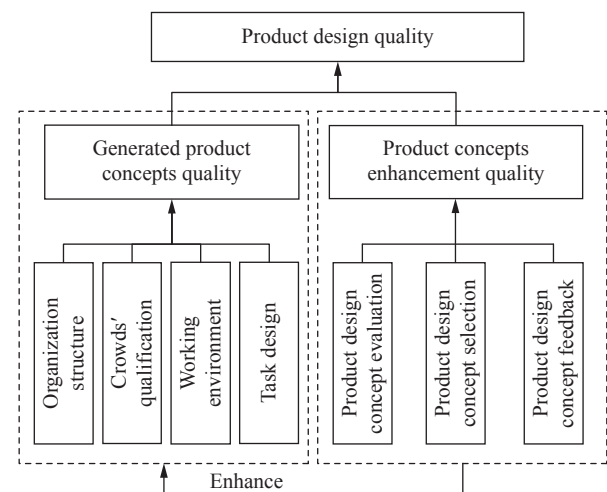 Product design quality
Generated product
concepts quality
Product concepts
enhancement quality
Organization
structure
Crowds′
qualification
Working
environment
Task design
Product design
concept evaluation
Product design
concept selection
Product design
concept feedback
Enhance